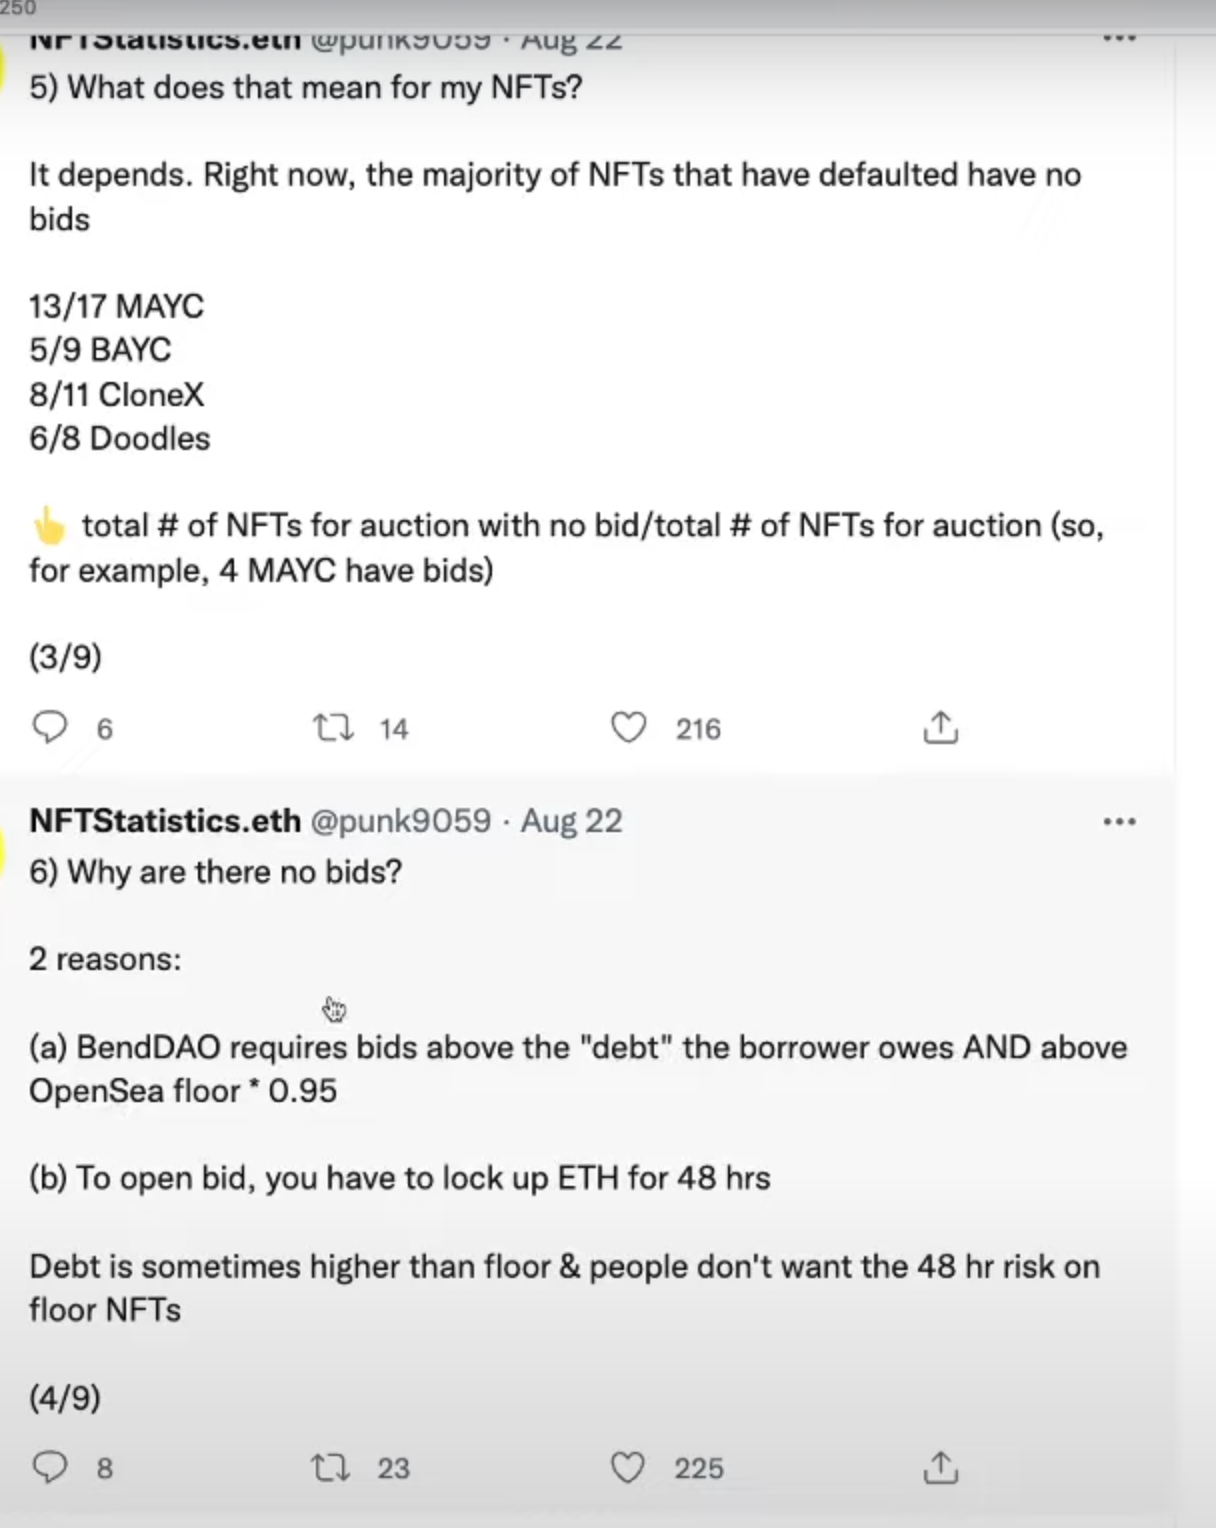 250
NFTStatistics.eth @punk9059 · Aug 22
5) What does that mean for my NFTs?
It depends. Right now, the majority of NFTs that have defaulted have no
bids
13/17 MAYC
5/9 BAYC
8/11 CloneX
6/8 Doodles
👆 total # of NFTs for auction with no bid/total # of NFTs for auction (so,
for example, 4 MAYC have bids)
(3/9)
6 14 216
NFTStatistics.eth @punk9059 · Aug 22
6) Why are there no bids?
2 reasons:
(a) BendDAO requires bids above the "debt" the borrower owes AND above
OpenSea floor * 0.95
(b) To open bid, you have to lock up ETH for 48 hrs
Debt is sometimes higher than floor & people don't want the 48 hr risk on
floor NFTs
(4/9)
8 23 225